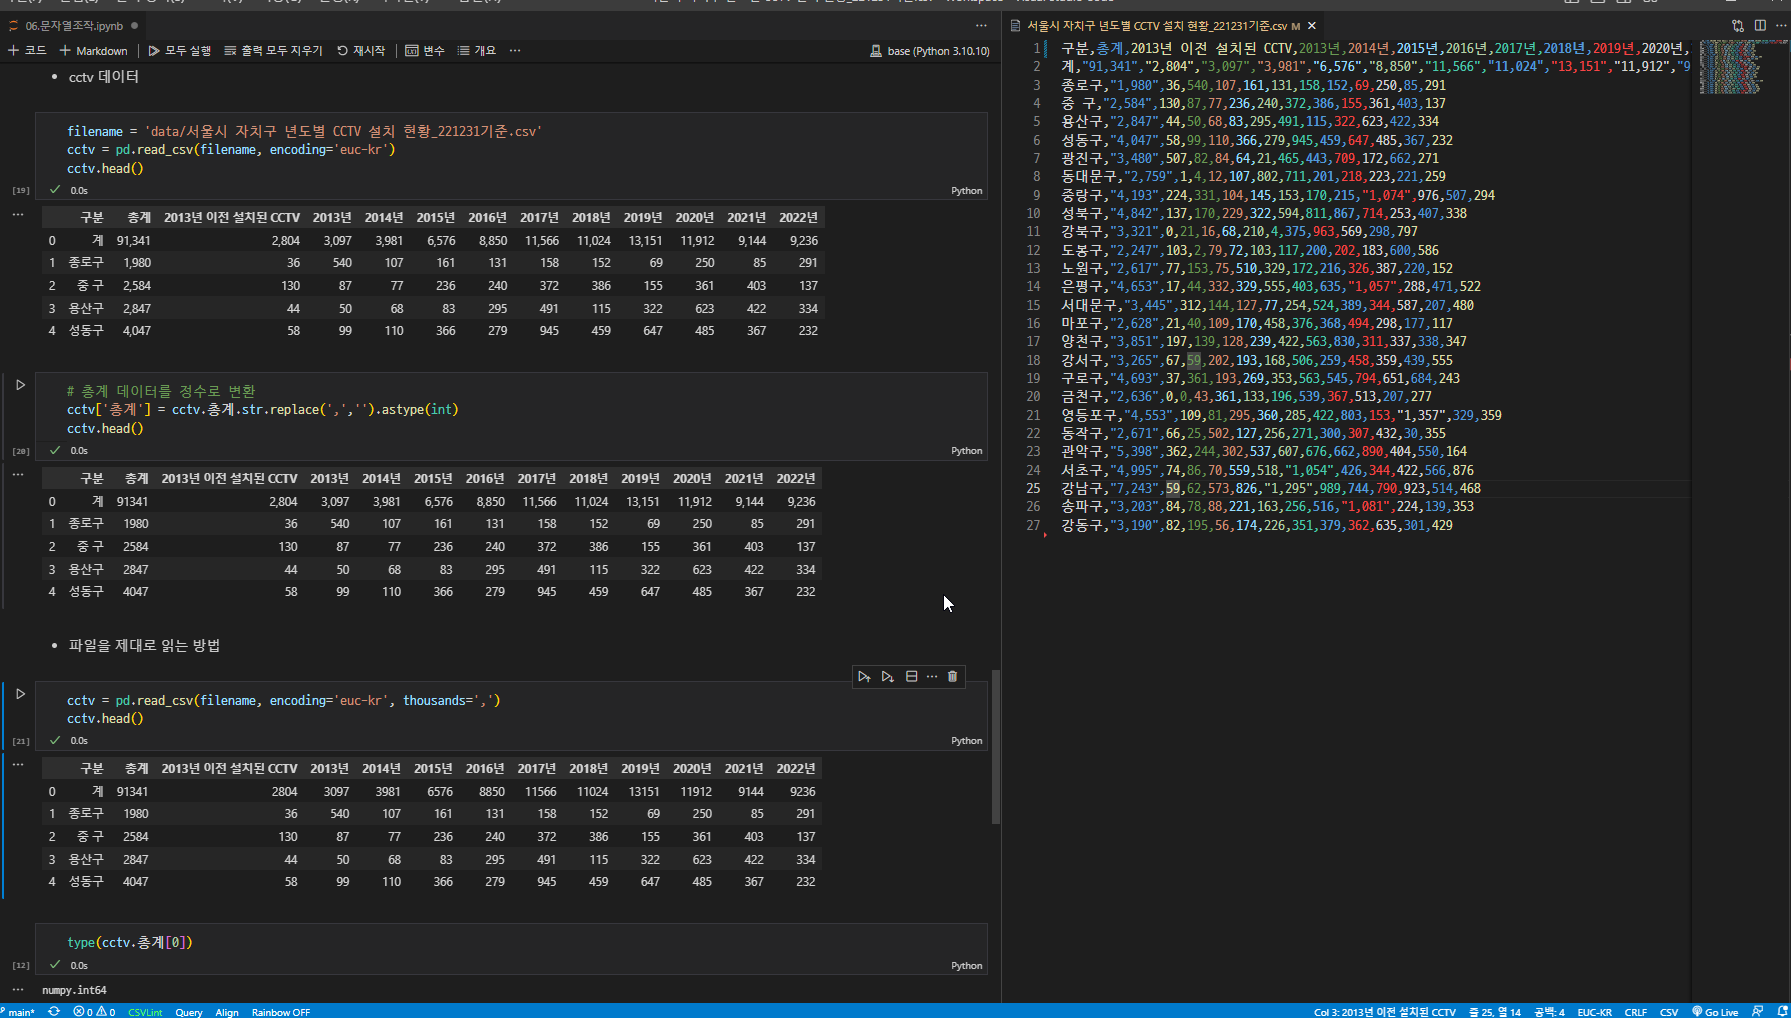 06.문자열조작.ipynb
코드 Markdown 모두 실행 출력 모두 지우기 재시작 변수 개요 ... base (Python 3.10.10)
• cctv 데이터
filename = 'data/서울시 자치구 년도별 CCTV 설치 현황_221231기준.csv'
cctv = pd.read_csv(filename, encoding='euc-kr')
cctv.head()
[19] 0.0s Python
구분 총계 2013년 이전 설치된 CCTV 2013년 2014년 2015년 2016년 2017년 2018년 2019년 2020년 2021년 2022년
0 계 91,341 2,804 3,097 3,981 6,576 8,850 11,566 11,024 13,151 11,912 9,144 9,236
1 종로구 1,980 36 540 107 161 131 158 152 69 250 85 291
2 중 구 2,584 130 87 77 236 240 372 386 155 361 403 137
3 용산구 2,847 44 50 68 83 295 491 115 322 623 422 334
4 성동구 4,047 58 99 110 366 279 945 459 647 485 367 232
# 총계 데이터를 정수로 변환
cctv['총계'] = cctv.총계.str.replace(',','').astype(int)
cctv.head()
[20] 0.0s Python
구분 총계 2013년 이전 설치된 CCTV 2013년 2014년 2015년 2016년 2017년 2018년 2019년 2020년 2021년 2022년
0 계 91341 2,804 3,097 3,981 6,576 8,850 11,566 11,024 13,151 11,912 9,144 9,236
1 종로구 1980 36 540 107 161 131 158 152 69 250 85 291
2 중 구 2584 130 87 77 236 240 372 386 155 361 403 137
3 용산구 2847 44 50 68 83 295 491 115 322 623 422 334
4 성동구 4047 58 99 110 366 279 945 459 647 485 367 232
• 파일을 제대로 읽는 방법
cctv = pd.read_csv(filename, encoding='euc-kr', thousands=',')
cctv.head()
[21] 0.0s Python
구분 총계 2013년 이전 설치된 CCTV 2013년 2014년 2015년 2016년 2017년 2018년 2019년 2020년 2021년 2022년
0 계 91341 2804 3097 3981 6576 8850 11566 11024 13151 11912 9144 9236
1 종로구 1980 36 540 107 161 131 158 152 69 250 85 291
2 중 구 2584 130 87 77 236 240 372 386 155 361 403 137
3 용산구 2847 44 50 68 83 295 491 115 322 623 422 334
4 성동구 4047 58 99 110 366 279 945 459 647 485 367 232
type(cctv.총계[0])
[12] 0.0s Python
numpy.int64
서울시 자치구 년도별 CCTV 설치 현황_221231기준.csv M
1 구분,총계,2013년 이전 설치된 CCTV,2013년,2014년,2015년,2016년,2017년,2018년,2019년,2020년,
2 계,"91,341","2,804","3,097","3,981","6,576","8,850","11,566","11,024","13,151","11,912","9
3 종로구,"1,980",36,540,107,161,131,158,152,69,250,85,291
4 중 구,"2,584",130,87,77,236,240,372,386,155,361,403,137
5 용산구,"2,847",44,50,68,83,295,491,115,322,623,422,334
6 성동구,"4,047",58,99,110,366,279,945,459,647,485,367,232
7 광진구,"3,480",507,82,84,64,21,465,443,709,172,662,271
8 동대문구,"2,759",1,4,12,107,802,711,201,218,223,221,259
9 중랑구,"4,193",224,331,104,145,153,170,215,"1,074",976,507,294
10 성북구,"4,842",137,170,229,322,594,811,867,714,253,407,338
11 강북구,"3,321",0,21,16,68,210,4,375,963,569,298,797
12 도봉구,"2,247",103,2,79,72,103,117,200,202,183,600,586
13 노원구,"2,617",77,153,75,510,329,172,216,326,387,220,152
14 은평구,"4,653",17,44,332,329,555,403,635,"1,057",288,471,522
15 서대문구,"3,445",312,144,127,77,254,524,389,344,587,207,480
16 마포구,"2,628",21,40,109,170,458,376,368,494,298,177,117
17 양천구,"3,851",197,139,128,239,422,563,830,311,337,338,347
18 강서구,"3,265",67,59,202,193,168,506,259,458,359,439,555
19 구로구,"4,693",37,361,193,269,353,563,545,794,651,684,243
20 금천구,"2,636",0,0,43,361,133,196,539,367,513,207,277
21 영등포구,"4,553",109,81,295,360,285,422,803,153,"1,357",329,359
22 동작구,"2,671",66,25,502,127,256,271,300,307,432,30,355
23 관악구,"5,398",362,244,302,537,607,676,662,890,404,550,164
24 서초구,"4,995",74,86,70,559,518,"1,054",426,344,422,566,876
25 강남구,"7,243",59,62,573,826,"1,295",989,744,790,923,514,468
26 송파구,"3,203",84,78,88,221,163,256,516,"1,081",224,139,353
27 강동구,"3,190",82,195,56,174,226,351,379,362,635,301,429
main* 0 0 CSVLint Query Align Rainbow OFF Col 3: 2013년 이전 설치된 CCTV 줄 25, 열 14 공백: 4 EUC-KR CRLF CSV Go Live